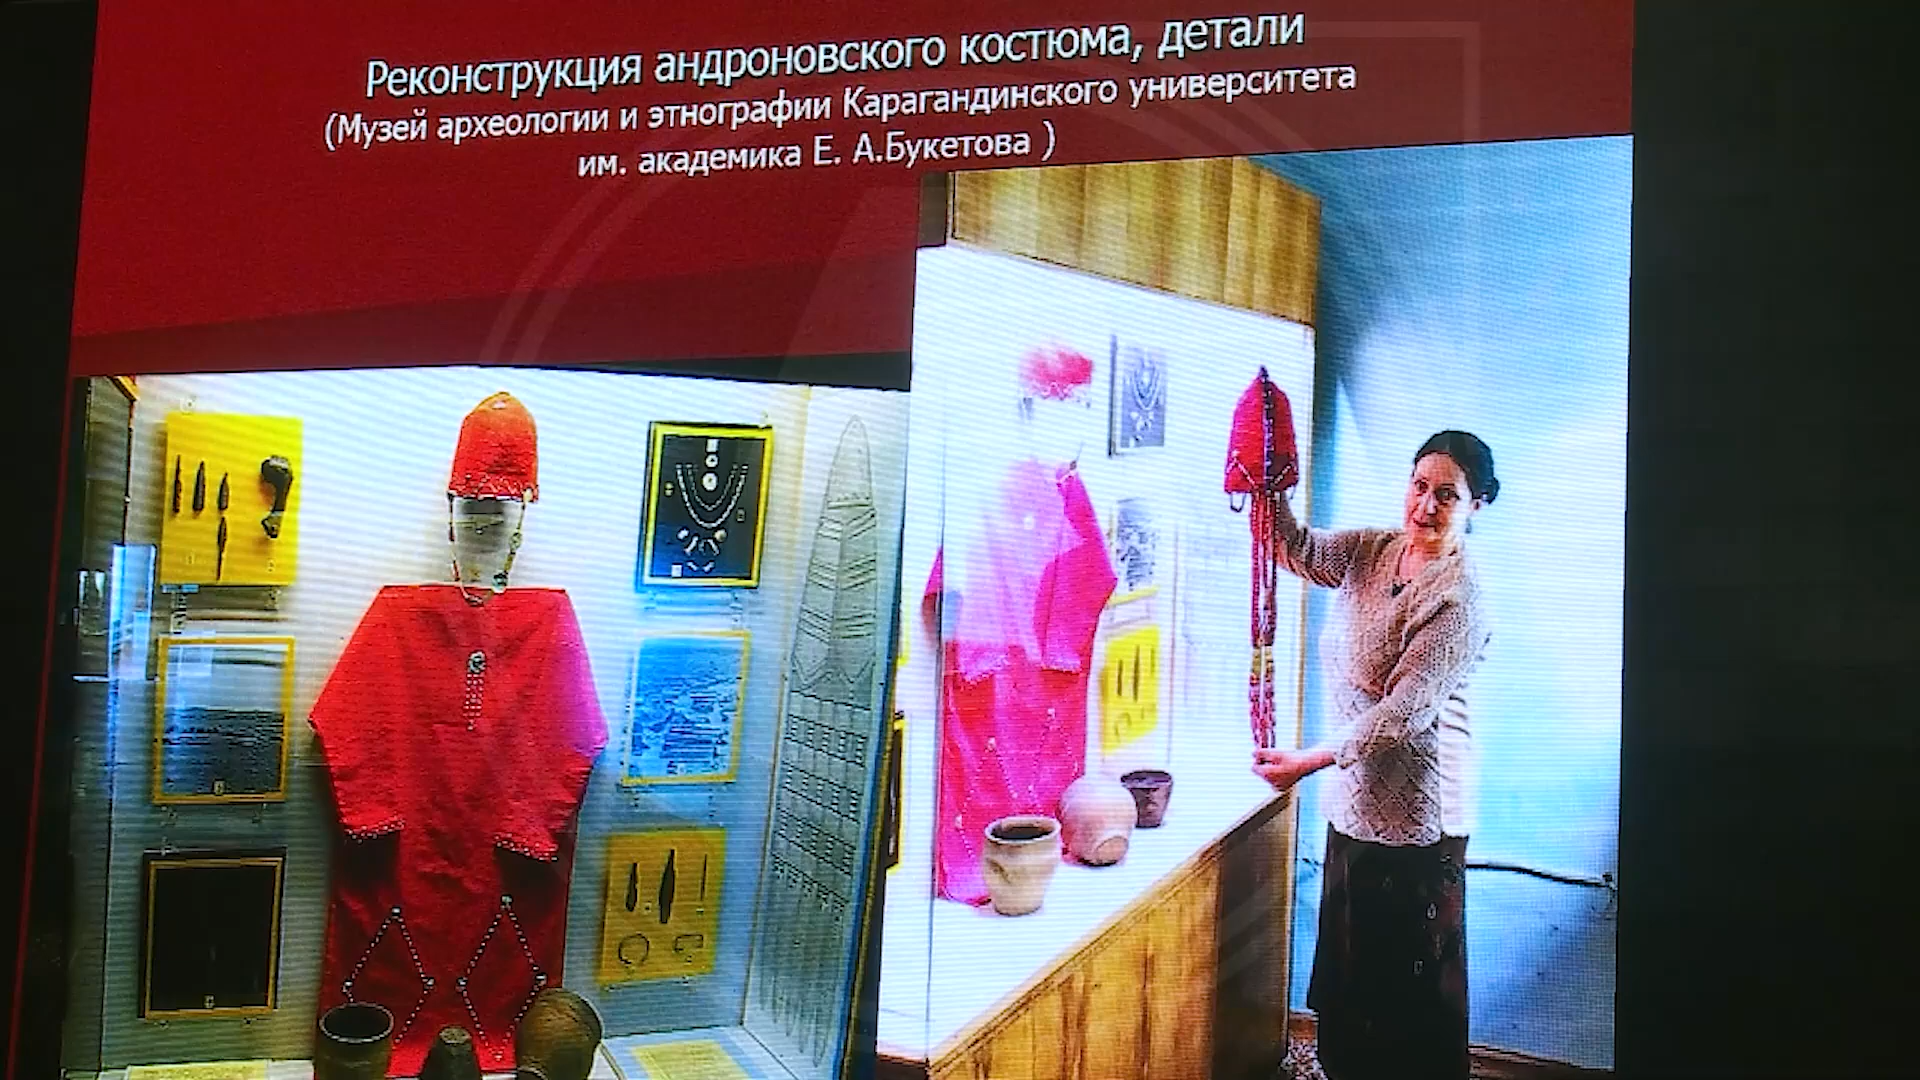 Реконструкция андроновского костюма, детали
(Музей археологии и этнографии Карагандинского университета
им. академика Е. А.Букетова )